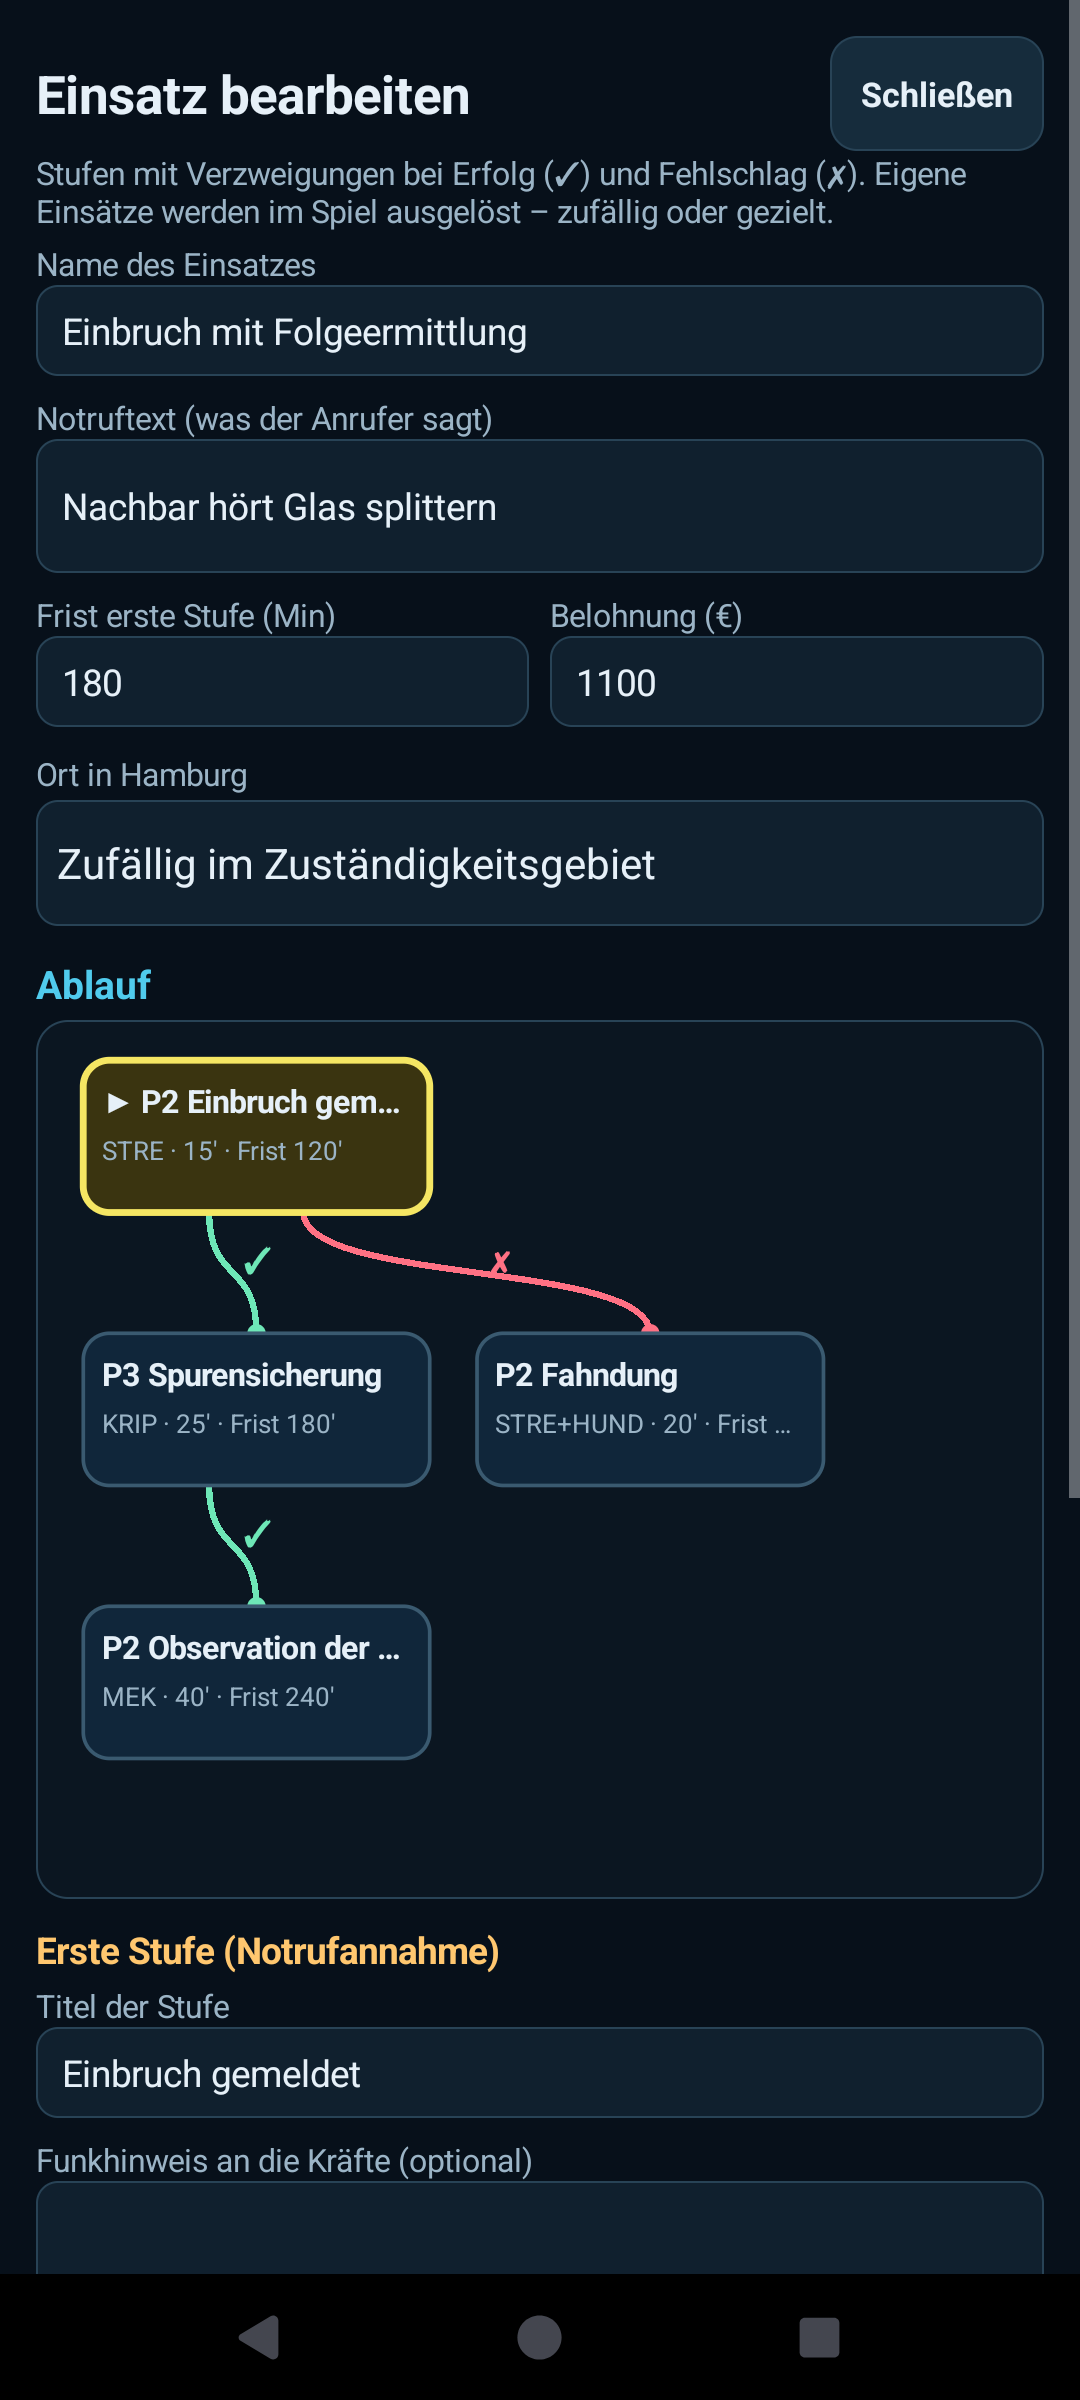 Einsatz bearbeiten
Schließen
Stufen mit Verzweigungen bei Erfolg (✓) und Fehlschlag (✗). Eigene
Einsätze werden im Spiel ausgelöst – zufällig oder gezielt.
Name des Einsatzes
Einbruch mit Folgeermittlung
Notruftext (was der Anrufer sagt)
Nachbar hört Glas splittern
Frist erste Stufe (Min)
Belohnung (€)
180
1100
Ort in Hamburg
Zufällig im Zuständigkeitsgebiet
Ablauf
► P2 Einbruch gem...
STRE · 15' · Frist 120'
✓
✗
P3 Spurensicherung
KRIP · 25' · Frist 180'
P2 Fahndung
STRE+HUND · 20' · Frist ...
✓
P2 Observation der ...
MEK · 40' · Frist 240'
Erste Stufe (Notrufannahme)
Titel der Stufe
Einbruch gemeldet
Funkhinweis an die Kräfte (optional)